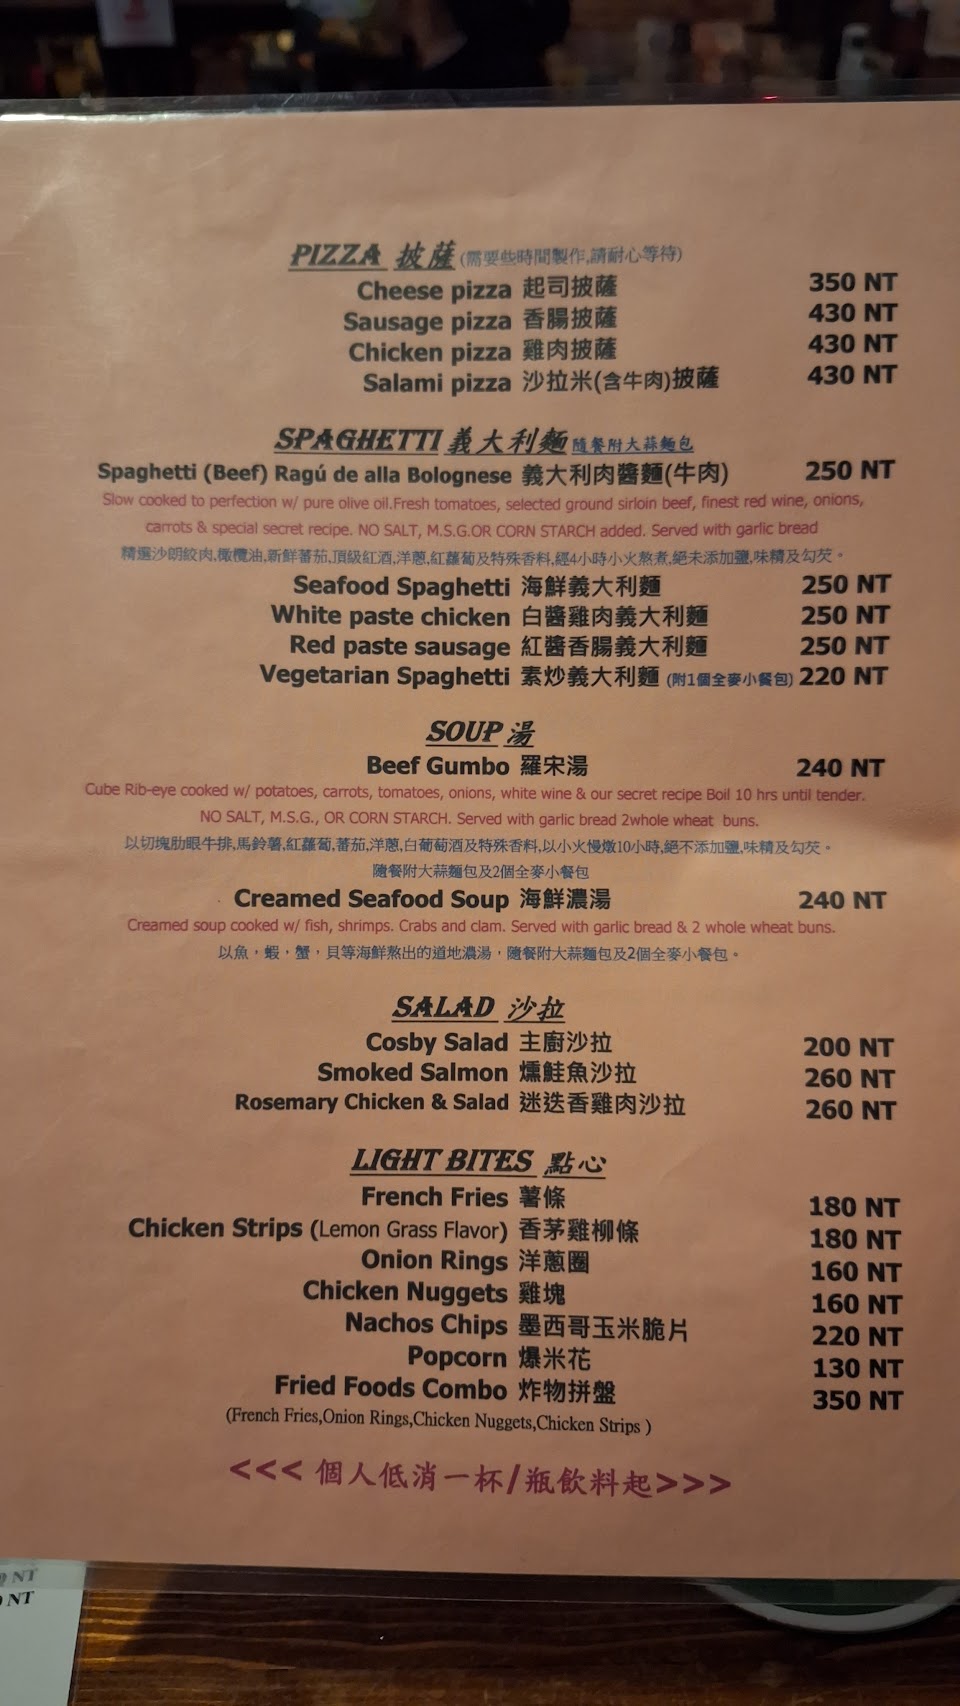 PIZZA 披薩 (需要些時間製作,請耐心等待)
Cheese pizza 起司披薩 350 NT
Sausage pizza 香腸披薩 430 NT
Chicken pizza 雞肉披薩 430 NT
Salami pizza 沙拉米(含牛肉)披薩 430 NT
SPAGHETTI 義大利麵 隨餐附大蒜麵包
Spaghetti (Beef) Ragú de alla Bolognese 義大利肉醬麵(牛肉) 250 NT
Slow cooked to perfection w/ pure olive oil.Fresh tomatoes, selected ground sirloin beef, finest red wine, onions,
carrots & special secret recipe. NO SALT, M.S.G.OR CORN STARCH added. Served with garlic bread
精選沙朗絞肉,橄欖油,新鮮蕃茄,頂級紅酒,洋蔥,紅蘿蔔及特殊香料,經4小時小火熬煮,絕未添加鹽,味精及勾芡。
Seafood Spaghetti 海鮮義大利麵 250 NT
White paste chicken 白醬雞肉義大利麵 250 NT
Red paste sausage 紅醬香腸義大利麵 250 NT
Vegetarian Spaghetti 素炒義大利麵 (附1個全麥小餐包) 220 NT
SOUP 湯
Beef Gumbo 羅宋湯 240 NT
Cube Rib-eye cooked w/ potatoes, carrots, tomatoes, onions, white wine & our secret recipe Boil 10 hrs until tender.
NO SALT, M.S.G., OR CORN STARCH. Served with garlic bread 2whole wheat buns.
以切塊肋眼牛排,馬鈴薯,紅蘿蔔,蕃茄,洋蔥,白葡萄酒及特殊香料,以小火慢燉10小時,絕不添加鹽,味精及勾芡。
隨餐附大蒜麵包及2個全麥小餐包
Creamed Seafood Soup 海鮮濃湯 240 NT
Creamed soup cooked w/ fish, shrimps. Crabs and clam. Served with garlic bread & 2 whole wheat buns.
以魚，蝦，蟹，貝等海鮮熬出的道地濃湯，隨餐附大蒜麵包及2個全麥小餐包。
SALAD 沙拉
Cosby Salad 主廚沙拉 200 NT
Smoked Salmon 燻鮭魚沙拉 260 NT
Rosemary Chicken & Salad 迷迭香雞肉沙拉 260 NT
LIGHT BITES 點心
French Fries 薯條 180 NT
Chicken Strips (Lemon Grass Flavor) 香茅雞柳條 180 NT
Onion Rings 洋蔥圈 160 NT
Chicken Nuggets 雞塊 160 NT
Nachos Chips 墨西哥玉米脆片 220 NT
Popcorn 爆米花 130 NT
Fried Foods Combo 炸物拼盤 350 NT
(French Fries,Onion Rings,Chicken Nuggets,Chicken Strips )
<<< 個人低消一杯/瓶飲料起>>>
NT
NT